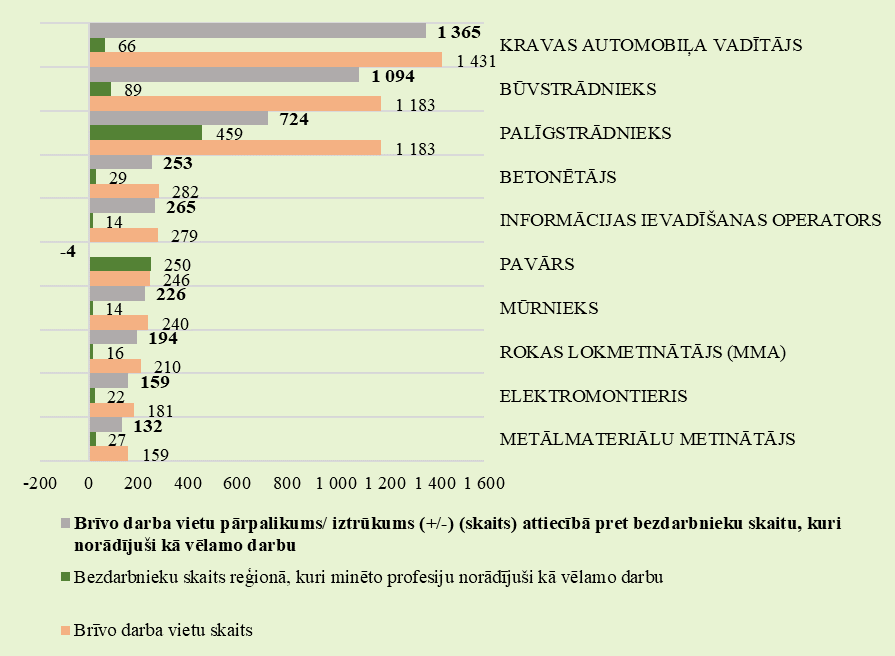 1 365
66
1 431
KRAVAS AUTOMOBIĻA VADĪTĀJS
1 094
89
1 183
BŪVSTRĀDNIEKS
724
459
1 183
PALĪGSTRĀDNIEKS
253
29
282
BETONĒTĀJS
265
14
279
INFORMĀCIJAS IEVADĪŠANAS OPERATORS
-4
250
246
PAVĀRS
226
14
240
MŪRNIEKS
194
16
210
ROKAS LOKMETINĀTĀJS (MMA)
159
22
181
ELEKTROMONTIERIS
132
27
159
METĀLMATERIĀLU METINĀTĀJS
-200 0 200 400 600 800 1 000 1 200 1 400 1 600
Brīvo darba vietu pārpalikums/ iztrūkums (+/-) (skaits) attiecībā pret bezdarbnieku skaitu, kuri
norādījuši kā vēlamo darbu
Bezdarbnieku skaits reģionā, kuri minēto profesiju norādījuši kā vēlamo darbu
Brīvo darba vietu skaits